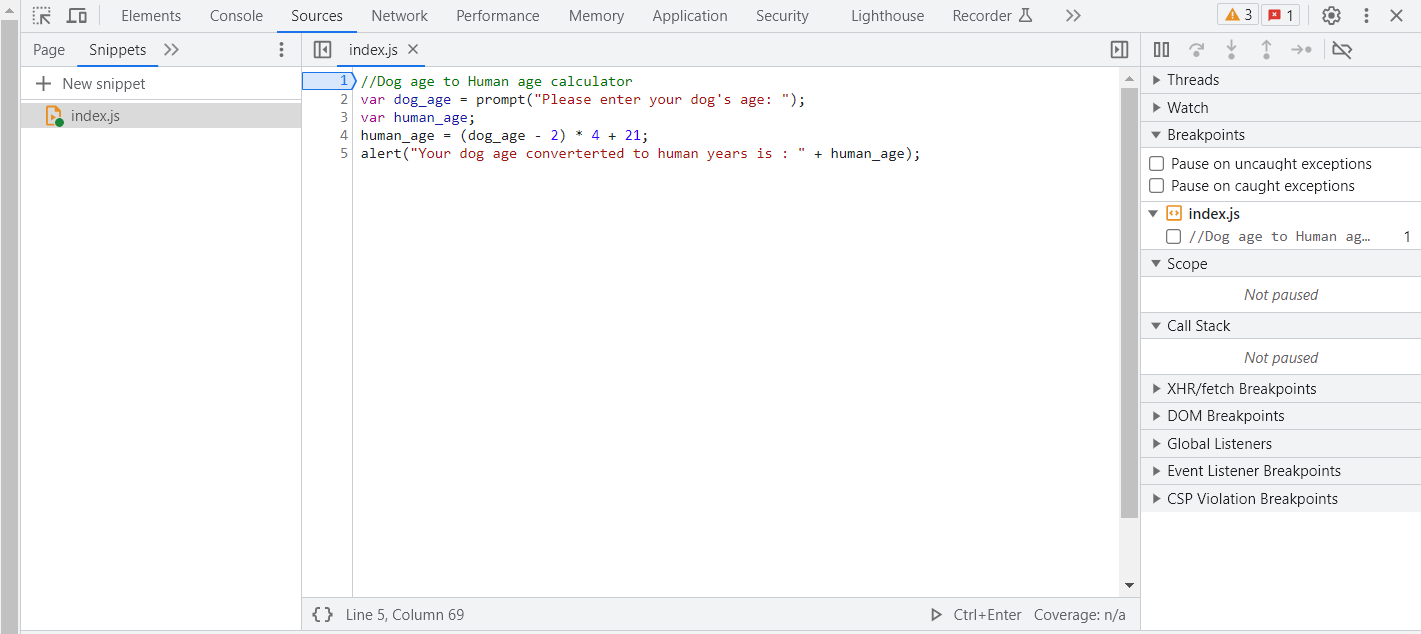 Elements Console Sources Network Performance Memory Application Security Lighthouse Recorder 3 1
Page Snippets index.js
New snippet
index.js
1 //Dog age to Human age calculator
2 var dog_age = prompt("Please enter your dog's age: ");
3 var human_age;
4 human_age = (dog_age - 2) * 4 + 21;
5 alert("Your dog age converterted to human years is : " + human_age);
{} Line 5, Column 69 Ctrl+Enter Coverage: n/a
Threads
Watch
Breakpoints
Pause on uncaught exceptions
Pause on caught exceptions
index.js
//Dog age to Human ag… 1
Scope
Not paused
Call Stack
Not paused
XHR/fetch Breakpoints
DOM Breakpoints
Global Listeners
Event Listener Breakpoints
CSP Violation Breakpoints